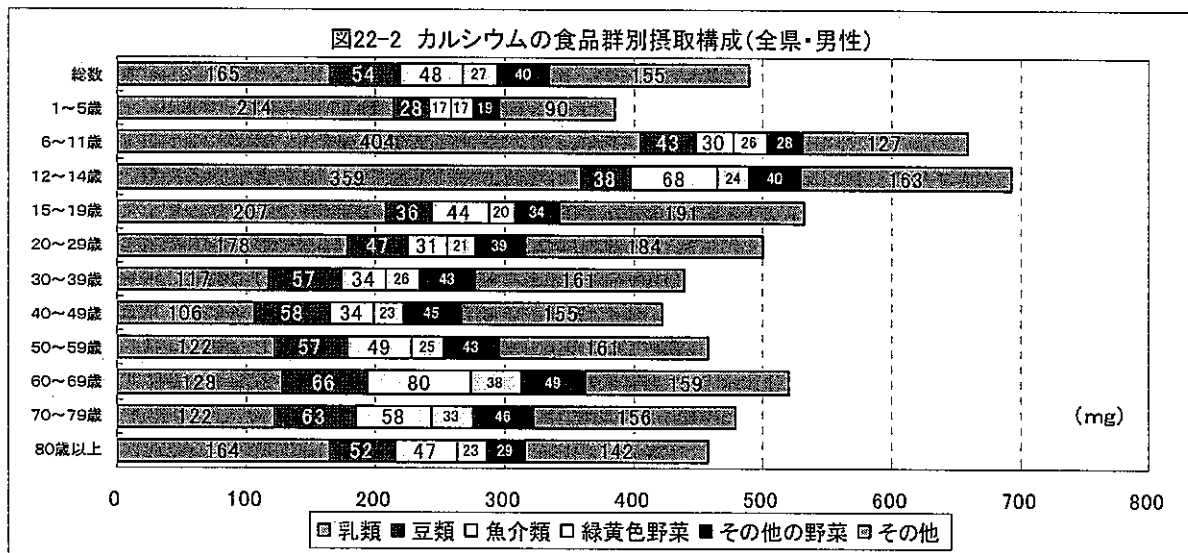 図22-2 カルシウムの食品群別摂取構成(全県・男性)
総数 165 54 48 27 40 155
1~5歳 214 28 17 17 19 90
6~11歳 404 43 30 26 28 127
12~14歳 359 38 68 24 40 163
15~19歳 207 36 44 20 34 191
20~29歳 178 47 31 21 39 184
30~39歳 117 57 34 26 43 161
40~49歳 106 58 34 23 45 155
50~59歳 122 57 49 25 43 161
60~69歳 128 66 80 38 49 159
70~79歳 122 63 58 33 46 156
(mg)
80歳以上 164 52 47 23 29 142
0 100 200 300 400 500 600 700 800
乳類 豆類 魚介類 緑黄色野菜 その他の野菜 その他